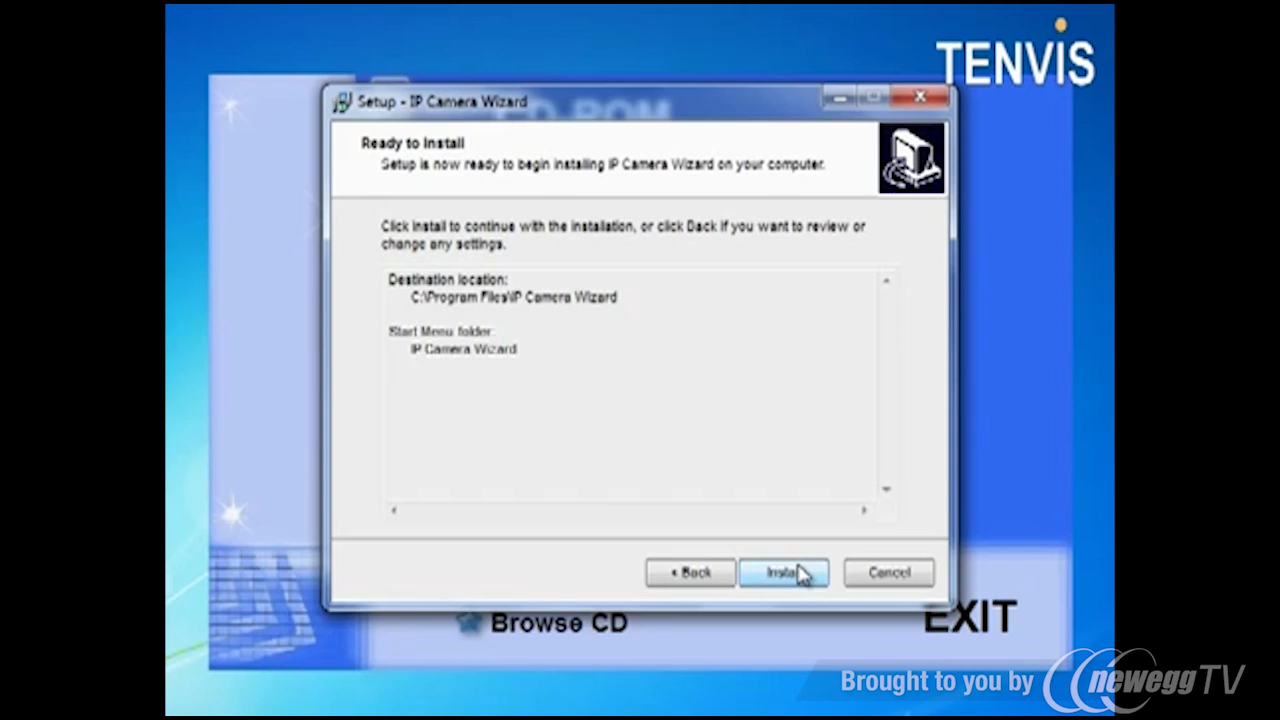 TENVIS
Setup - IP Camera Wizard
Ready to Install
Setup is now ready to begin installing IP Camera Wizard on your computer.
Click Install to continue with the installation, or click Back if you want to review or
change any settings.
Destination location:
C:\Program Files\IP Camera Wizard
Start Menu folder:
IP Camera Wizard
< Back
Install
Cancel
Browse CD
EXIT
Brought to you by neweggTV